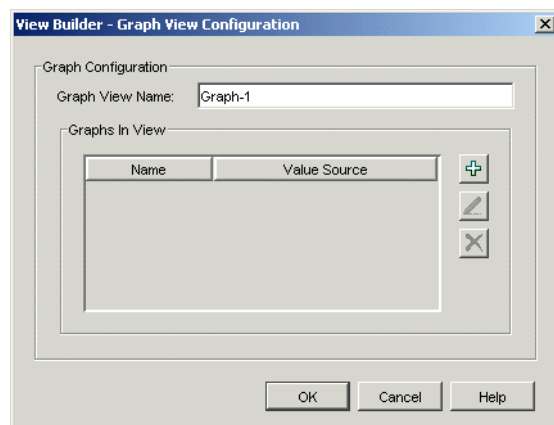 View Builder - Graph View Configuration
Graph Configuration
Graph View Name: Graph-1
Graphs In View
Name Value Source
OK Cancel Help